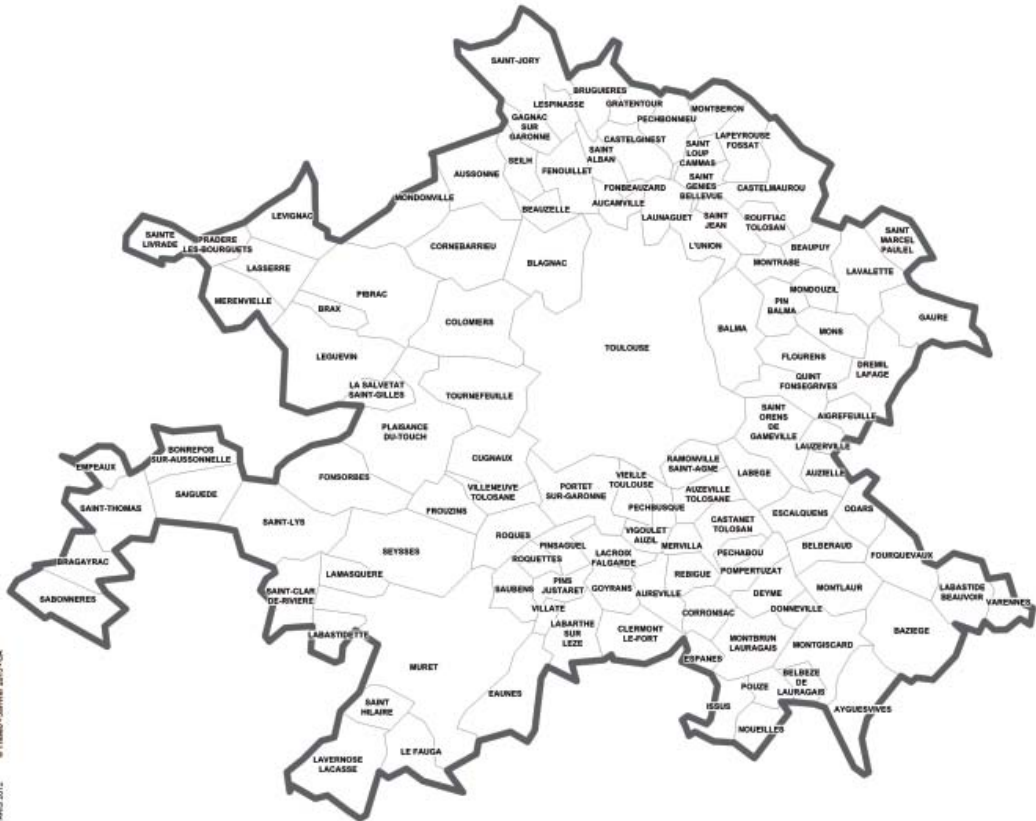 SAINT-JORY
BRUGUIERES
LESPINASSE
GRATENTOUR
MONTBERON
GAGNAC
SUR
GARONNE
PECHBONNIEU
CASTELGINEST
LAPEYROUSE
FOSSAT
SAINT
LOUP
CAMMAS
SAINT
ALBAN
SEILH
FENOUILLET
AUSSONNE
SAINT
GENIES
BELLEVUE
FONBEAUZARD
CASTELMAUROU
MONDONVILLE
AUCAMVILLE
BEAUZELLE
LAUNAGUET
SAINT
JEAN
ROUFFIAC
TOLOSAN
LEVIGNAC
SAINTE
LIVRADE
PRADERE
LES-BOURGUETS
CORNEBARRIEU
L'UNION
BEAUPUY
SAINT
MARCEL
PAULEL
BLAGNAC
MONTRABE
LASSERRE
LAVALETTE
MERENVIELLE
PIBRAC
MONDOUZIL
BRAX
PIN
BALMA
COLOMIERS
BALMA
MONS
GAURE
TOULOUSE
LEGUEVIN
FLOURENS
DREMIL
LAFAGE
QUINT
FONSEGRIVES
LA SALVETAT
SAINT-GILLES
TOURNEFEUILLE
SAINT
ORENS
DE
GAMEVILLE
AIGREFEUILLE
PLAISANCE
DU-TOUCH
LAUZERVILLE
BONREPOS
SUR-AUSSONNELLE
EMPEAUX
CUGNAUX
RAMONVILLE
SAINT-AGNE
LABEGE
AUZIELLE
FONSORBES
VIEILLE
TOULOUSE
SAIGUEDE
VILLENEUVE
TOLOSANE
PORTET
SUR-GARONNE
AUZEVILLE
TOLOSANE
SAINT-THOMAS
FROUZINS
PECHBUSQUE
ESCALQUENS
ODARS
SAINT-LYS
CASTANET
TOLOSAN
ROQUES
VIGOULET
AUZIL
SEYSSES
PINSAGUEL
MERVILLA
BELBERAUD
ROQUETTES
LACROIX
FALGARDE
PECHABOU
FOURQUEVAUX
BRAGAYRAC
LAMASQUERE
REBIGUE
POMPERTUZAT
SAUBENS
PINS
JUSTARET
GOYRANS
AUREVILLE
DEYME
MONTLAUR
LABASTIDE
BEAUVOIR
VARENNES
SABONNERES
SAINT-CLAR
DE-RIVIERE
VILLATE
CORRONSAC
DONNEVILLE
LABASTIDETTE
LABARTHE
SUR
LEZE
CLERMONT
LE-FORT
MONTBRUN
LAURAGAIS
MONTGISCARD
BAZIEGE
MURET
ESPANES
BELBEZE
DE
LAURAGAIS
POUZE
EAUNES
SAINT
HILAIRE
ISSUS
AYGUESVIVES
NOUEILLES
LE FAUGA
LAVERNOSE
LACASSE